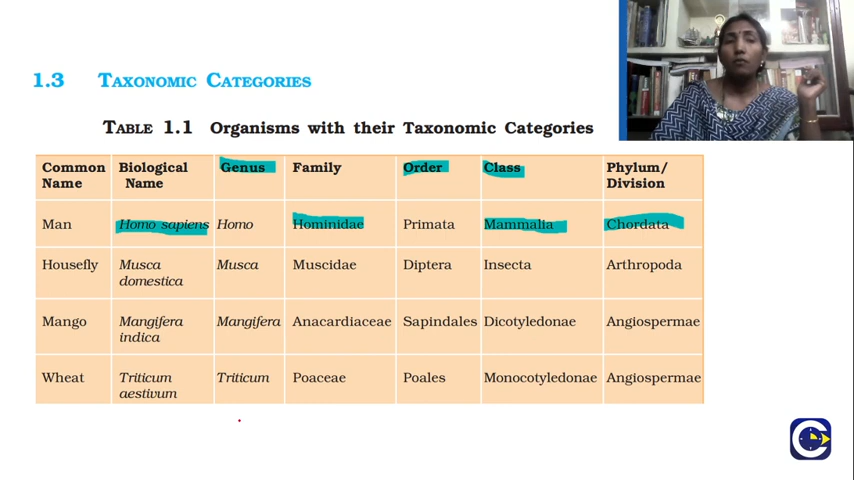 1.3 TAXONOMIC CATEGORIES
TABLE 1.1 Organisms with their Taxonomic Categories
Common Name Biological Name Genus Family Order Class Phylum/ Division
Man Homo sapiens Homo Hominidae Primata Mammalia Chordata
Housefly Musca domestica Musca Muscidae Diptera Insecta Arthropoda
Mango Mangifera indica Mangifera Anacardiaceae Sapindales Dicotyledonae Angiospermae
Wheat Triticum aestivum Triticum Poaceae Poales Monocotyledonae Angiospermae